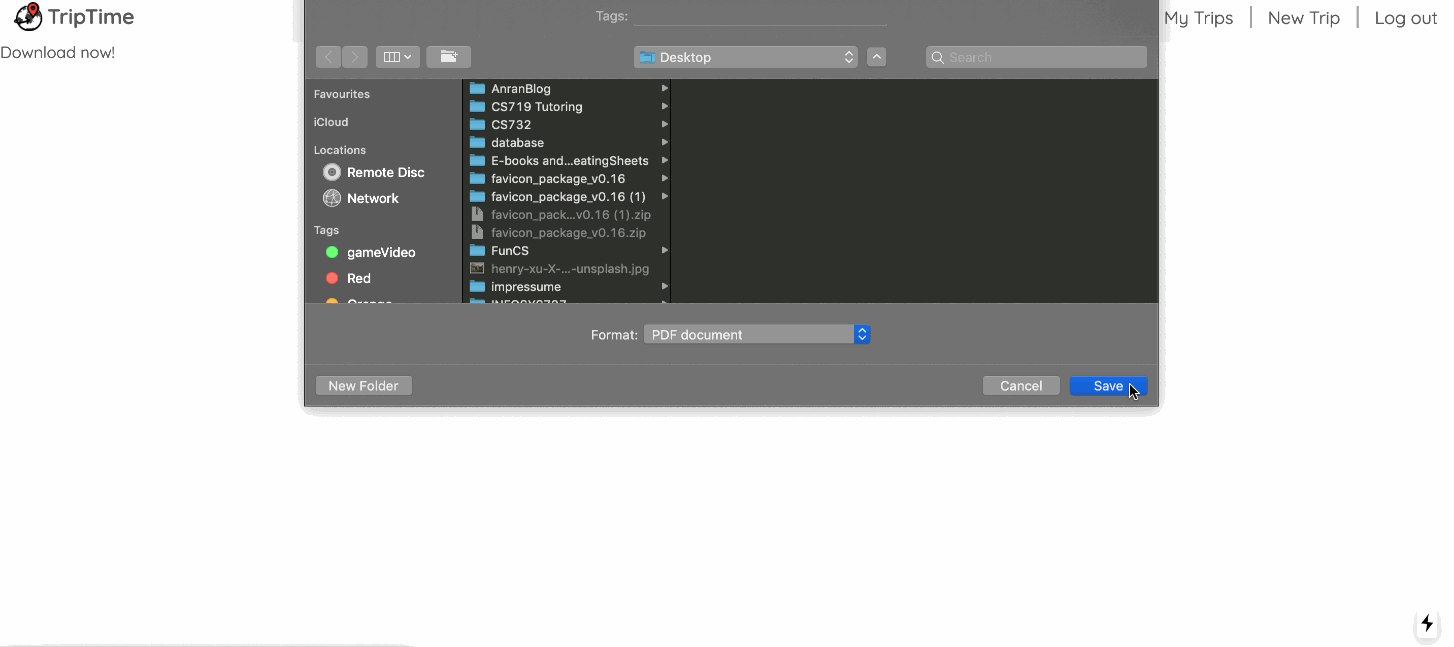 TripTime
Tags:
My Trips
New Trip
Log out
Download now!
Desktop
Search
Favourites
iCloud
Locations
Remote Disc
Network
Tags
gameVideo
Red
Orange
AnranBlog
CS719 Tutoring
CS732
database
E-books and...eatingSheets
favicon_package_v0.16
favicon_package_v0.16 (1)
favicon_pack...v0.16 (1).zip
favicon_package_v0.16.zip
FunCS
henry-xu-X-...-unsplash.jpg
impressume
Format:
PDF document
New Folder
Cancel
Save